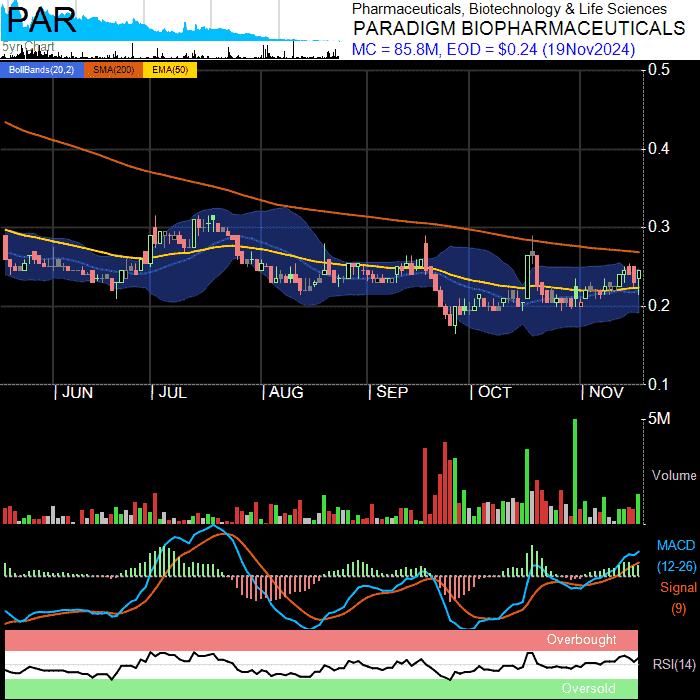 PAR
Pharmaceuticals, Biotechnology & Life Sciences
PARADIGM BIOPHARMACEUTICALS
5yr Chart
MC = 85.8M, EOD = $0.24 (19Nov2024)
BollBands(20,2) SMA(200) EMA(50)
0.5
0.4
0.3
0.2
0.1
JUN JUL AUG SEP OCT NOV
5M
Volume
MACD
(12-26)
Signal
(9)
Overbought
RSI(14)
Oversold